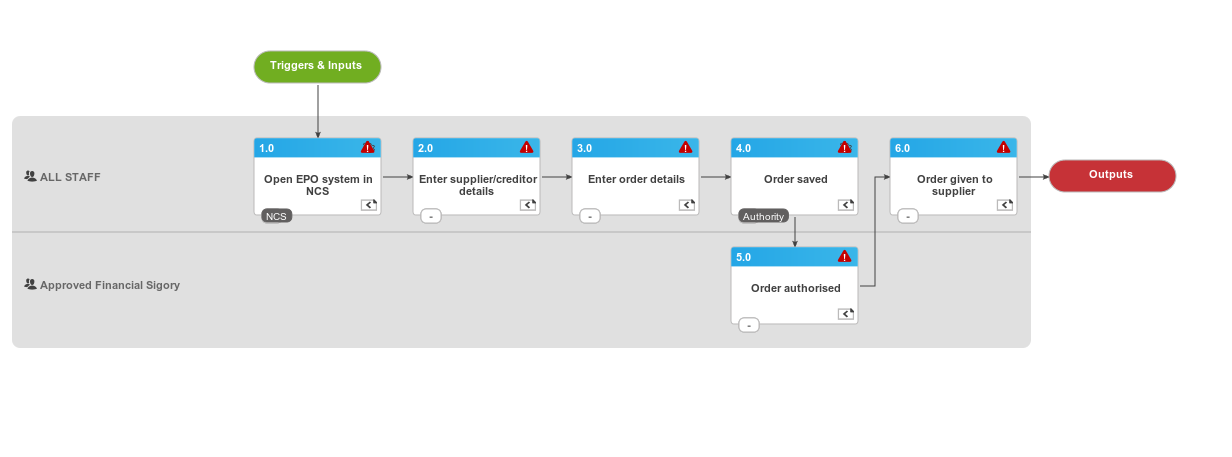 Triggers & Inputs
1.0
2.0
3.0
4.0
6.0
ALL STAFF
Open EPO system in
NCS
Enter supplier/creditor
details
Enter order details
Order saved
Order given to
supplier
Outputs
NCS
-
-
Authority
-
5.0
Approved Financial Sigory
Order authorised
-